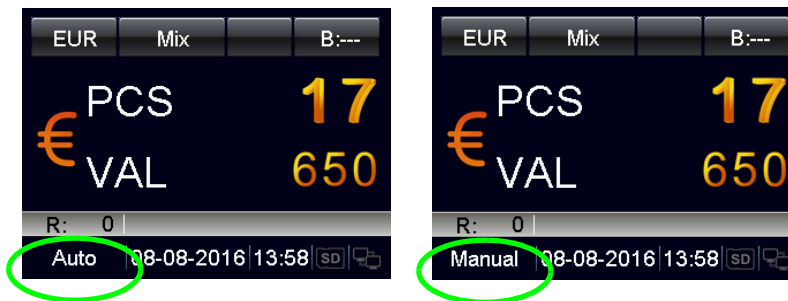 EUR Mix B:---
PCS 17
€
VAL 650
R: 0
Auto 08-08-2016 13:58 SD
EUR Mix B:---
PCS 17
€
VAL 650
R: 0
Manual 08-08-2016 13:58 SD